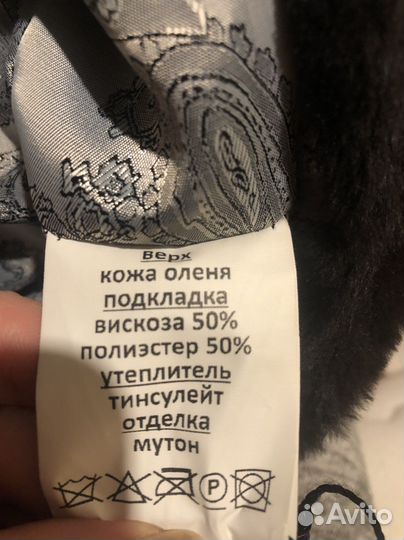 Верх
кожа оленя
подкладка
вискоза 50%
полиэстер 50%
утеплитель
тинсулейт
отделка
мутон
P
Avito